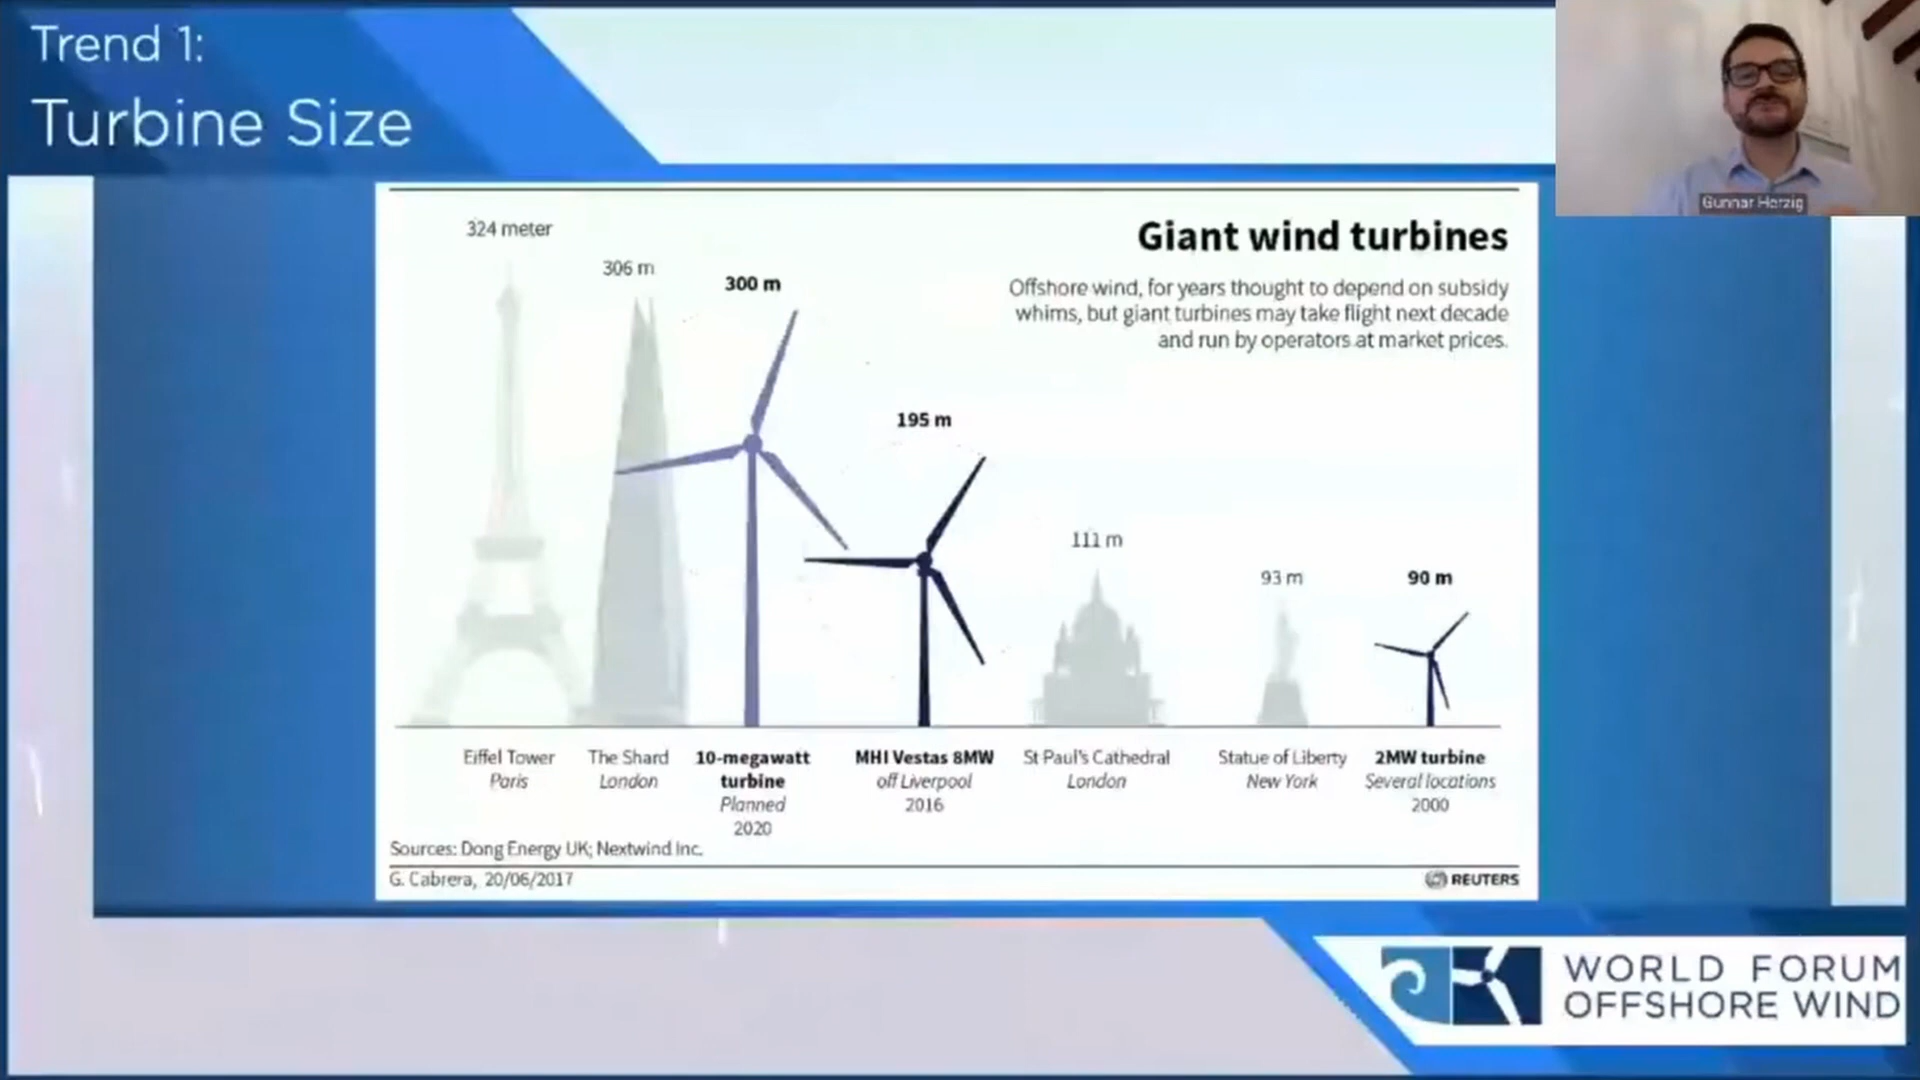 Trend 1:
Turbine Size
Gunnar Herzig
324 meter
306 m
300 m
195 m
111 m
93 m
90 m
Giant wind turbines
Offshore wind, for years thought to depend on subsidy
whims, but giant turbines may take flight next decade
and run by operators at market prices.
Eiffel Tower
Paris
The Shard
London
10-megawatt
turbine
Planned
2020
MHI Vestas 8MW
off Liverpool
2016
St Paul's Cathedral
London
Statue of Liberty
New York
2MW turbine
Several locations
2000
Sources: Dong Energy UK; Nextwind Inc.
G. Cabrera, 20/06/2017
REUTERS
WORLD FORUM
OFFSHORE WIND